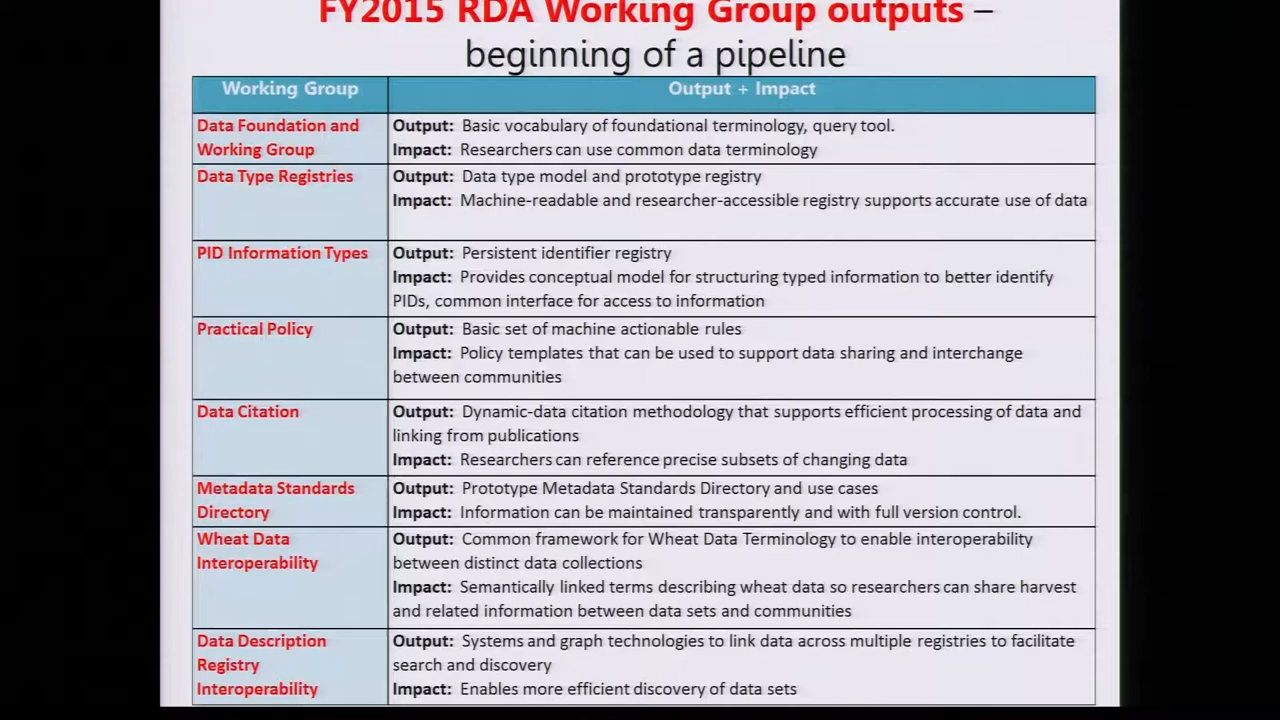 FY2015 RDA Working Group outputs –
beginning of a pipeline
Working Group
Output + Impact
Data Foundation and
Working Group
Output: Basic vocabulary of foundational terminology, query tool.
Impact: Researchers can use common data terminology
Data Type Registries
Output: Data type model and prototype registry
Impact: Machine-readable and researcher-accessible registry supports accurate use of data
PID Information Types
Output: Persistent identifier registry
Impact: Provides conceptual model for structuring typed information to better identify
PIDs, common interface for access to information
Practical Policy
Output: Basic set of machine actionable rules
Impact: Policy templates that can be used to support data sharing and interchange
between communities
Data Citation
Output: Dynamic-data citation methodology that supports efficient processing of data and
linking from publications
Impact: Researchers can reference precise subsets of changing data
Metadata Standards
Directory
Output: Prototype Metadata Standards Directory and use cases
Impact: Information can be maintained transparently and with full version control.
Wheat Data
Interoperability
Output: Common framework for Wheat Data Terminology to enable interoperability
between distinct data collections
Impact: Semantically linked terms describing wheat data so researchers can share harvest
and related information between data sets and communities
Data Description
Registry
Interoperability
Output: Systems and graph technologies to link data across multiple registries to facilitate
search and discovery
Impact: Enables more efficient discovery of data sets